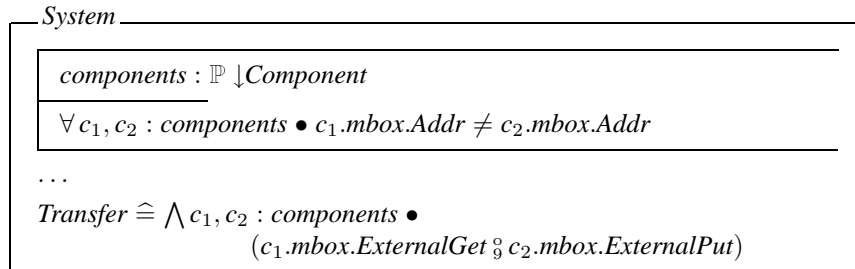 System
components : ℙ ↓Component
∀ c₁, c₂ : components • c₁.mbox.Addr ≠ c₂.mbox.Addr
. . .
Transfer ≙ ⋀ c₁, c₂ : components •
(c₁.mbox.ExternalGet ⨟ c₂.mbox.ExternalPut)